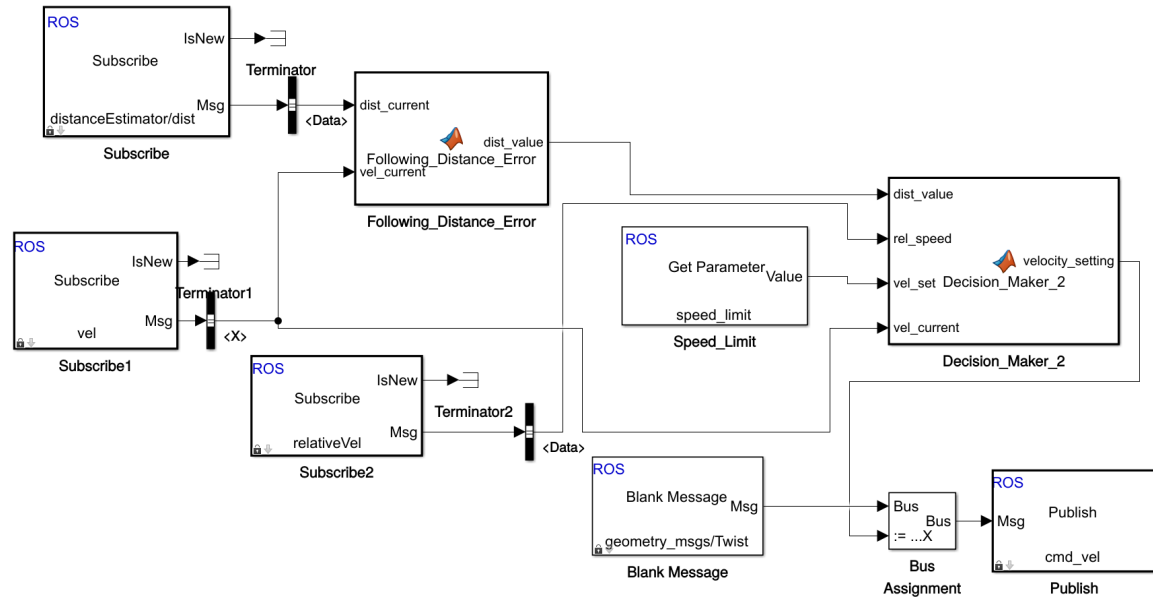 ROS
IsNew
Subscribe
Msg
distanceEstimator/dist
Subscribe
Terminator
<Data>
dist_current
dist_value
Following_Distance_Error
vel_current
Following_Distance_Error
ROS
IsNew
Subscribe
Msg
vel
Subscribe1
Terminator1
<X>
ROS
IsNew
Subscribe
Msg
relativeVel
Subscribe2
Terminator2
<Data>
ROS
Get Parameter
Value
speed_limit
Speed_Limit
dist_value
rel_speed
velocity_setting
vel_set
Decision_Maker_2
vel_current
Decision_Maker_2
ROS
Blank Message
Msg
geometry_msgs/Twist
Blank Message
Bus
Bus
:= ...X
Bus
Assignment
ROS
Publish
Msg
cmd_vel
Publish